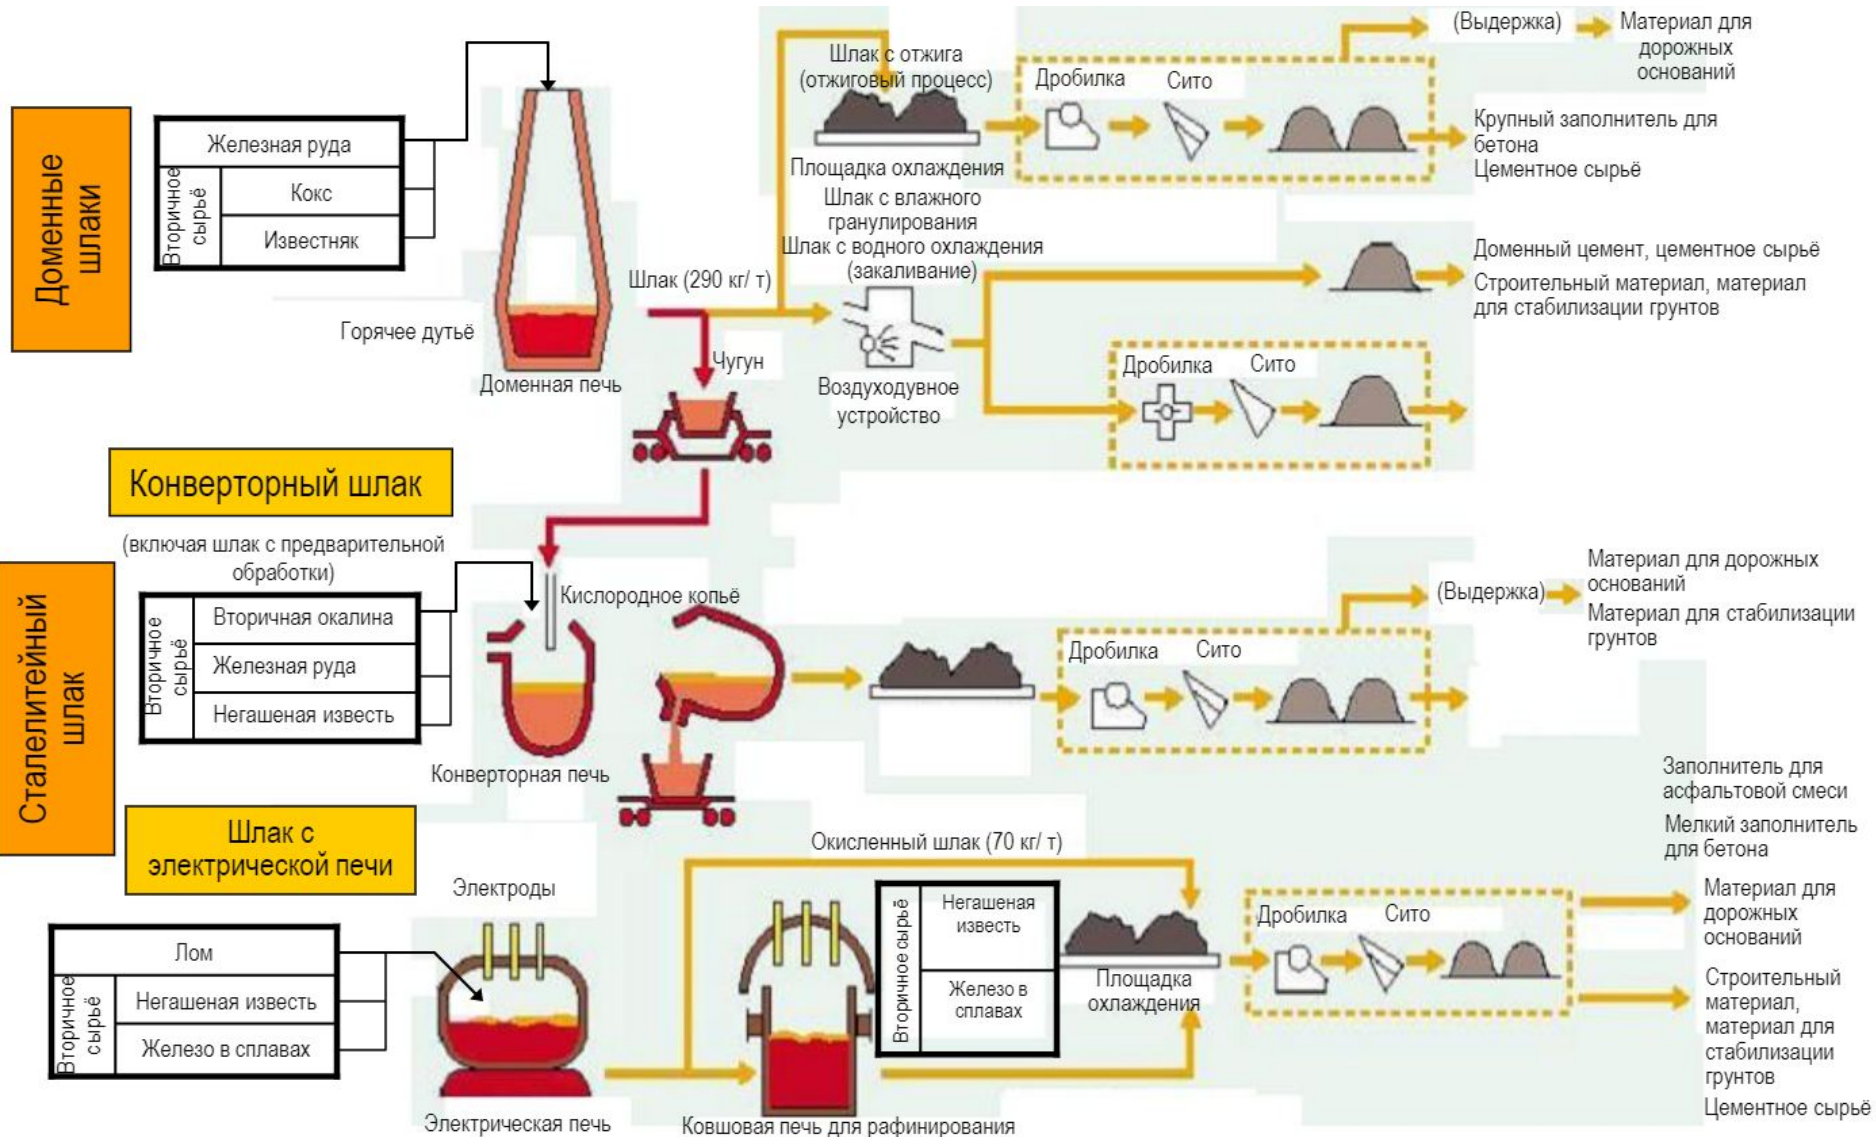 Доменные
шлаки
Железная руда
Вторичное
сырьё
Кокс
Известняк
Горячее дутьё
Доменная печь
Шлак (290 кг/ т)
Чугун
Шлак с отжига
(отжиговый процесс)
Площадка охлаждения
Шлак с влажного
гранулирования
Шлак с водного охлаждения
(закаливание)
Воздуходувное
устройство
Дробилка
Сито
(Выдержка)
Материал для
дорожных
оснований
Крупный заполнитель для
бетона
Цементное сырьё
Доменный цемент, цементное сырьё
Строительный материал, материал
для стабилизации грунтов
Дробилка
Сито
Сталелитейный
шлак
Конверторный шлак
(включая шлак с предварительной
обработки)
Вторичное
сырьё
Вторичная окалина
Железная руда
Негашеная известь
Кислородное копьё
Конверторная печь
Дробилка
Сито
(Выдержка)
Материал для дорожных
оснований
Материал для стабилизации
грунтов
Шлак с
электрической печи
Лом
Вторичное
сырьё
Негашеная известь
Железо в сплавах
Электроды
Электрическая печь
Окисленный шлак (70 кг/ т)
Ковшовая печь для рафинирования
Вторичное сырьё
Негашеная
известь
Железо в
сплавах
Площадка
охлаждения
Дробилка
Сито
Заполнитель для
асфальтовой смеси
Мелкий заполнитель
для бетона
Материал для
дорожных
оснований
Строительный
материал,
материал для
стабилизации
грунтов
Цементное сырьё